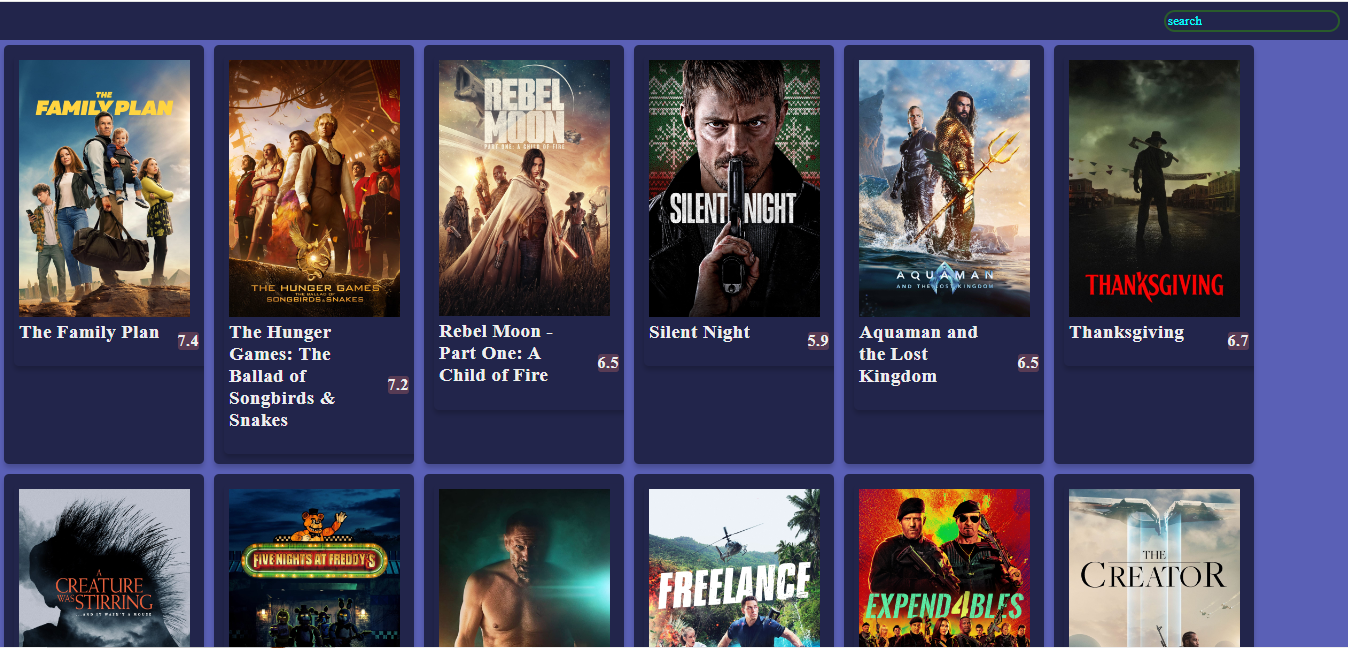 search
THE
FAMILY PLAN
THE HUNGER GAMES
THE BALLAD OF
SONGBIRDS & SNAKES
REBEL
MOON
PART ONE: A CHILD OF FIRE
SILENT NIGHT
AQUAMAN
AND THE LOST KINGDOM
THANKSGIVING
The Family Plan
7.4
The Hunger
Games: The
Ballad of
Songbirds &
Snakes
7.2
Rebel Moon -
Part One: A
Child of Fire
6.5
Silent Night
5.9
Aquaman and
the Lost
Kingdom
6.5
Thanksgiving
6.7
A
CREATURE
WAS STIRRING
...AND IT WASN'T A MOUSE
FIVE NIGHTS AT FREDDY'S
FREELANCE
EXPEND4BLES
THE
CREATOR